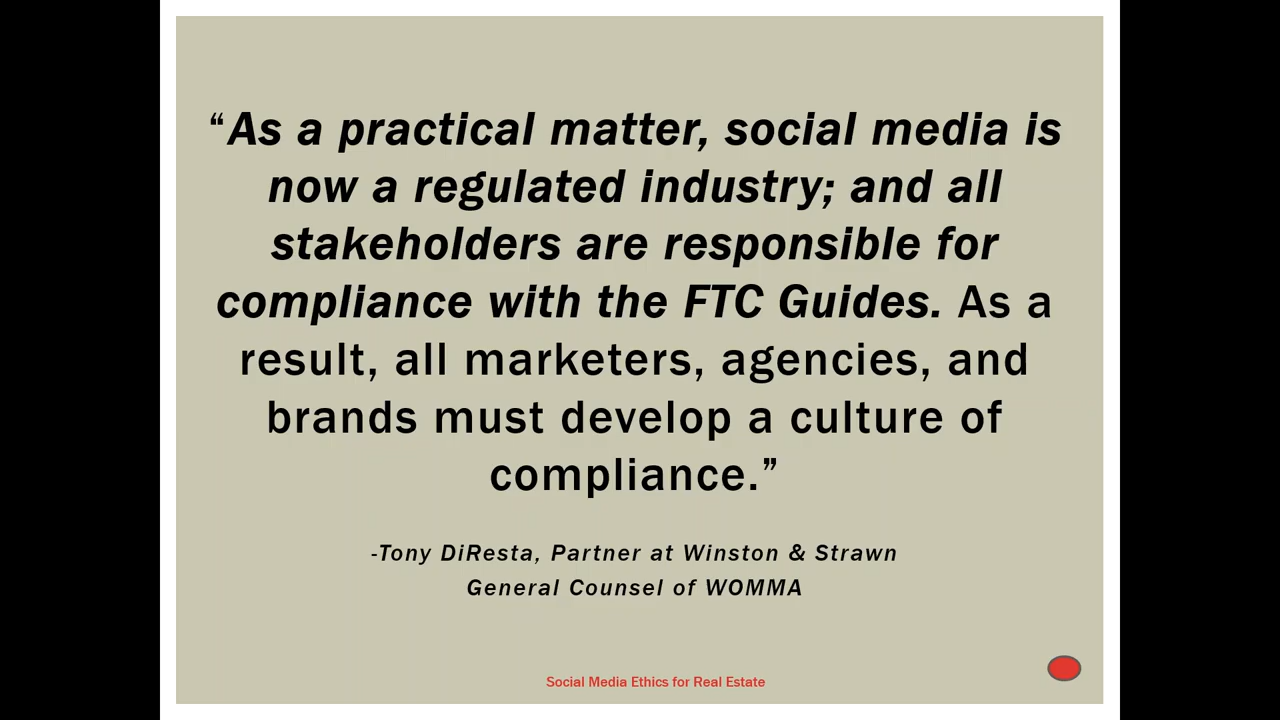 “As a practical matter, social media is
now a regulated industry; and all
stakeholders are responsible for
compliance with the FTC Guides. As a
result, all marketers, agencies, and
brands must develop a culture of
compliance.”
-Tony DiResta, Partner at Winston & Strawn
General Counsel of WOMMA
Social Media Ethics for Real Estate